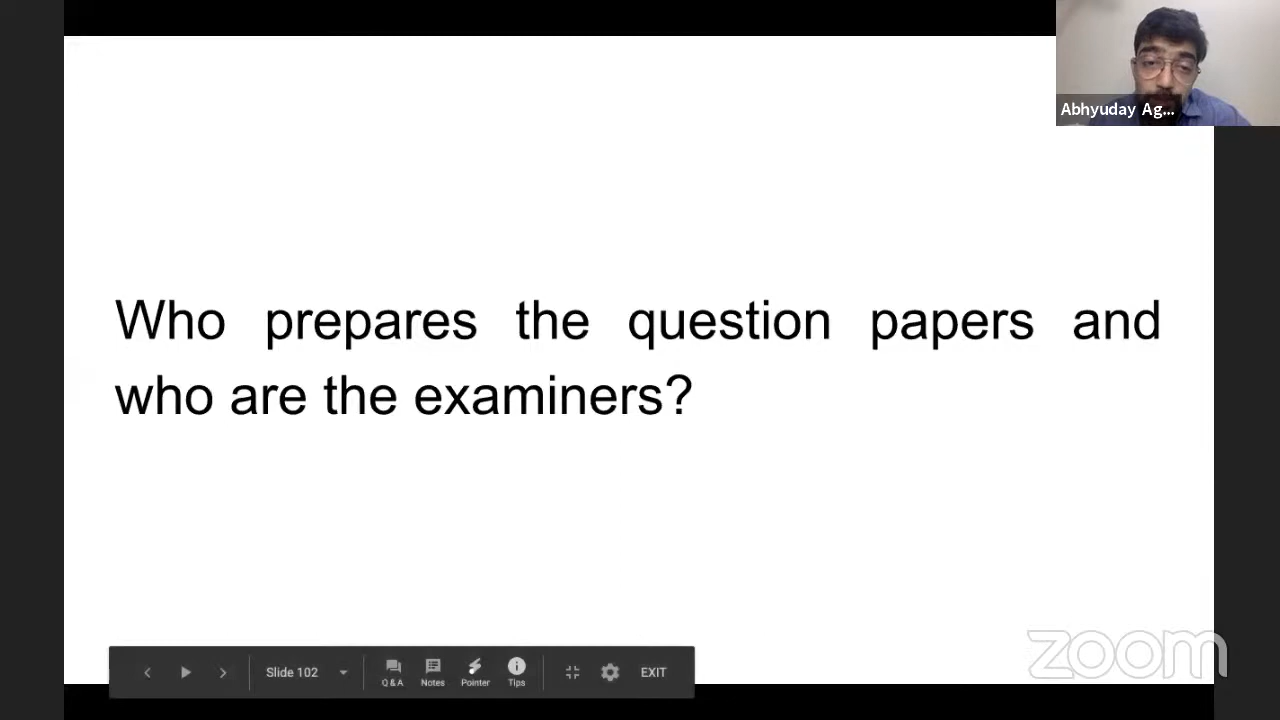 Abhyuday Ag...
Who prepares the question papers and
who are the examiners?
Slide 102
Q & A
Notes
Pointer
Tips
EXIT
zoom